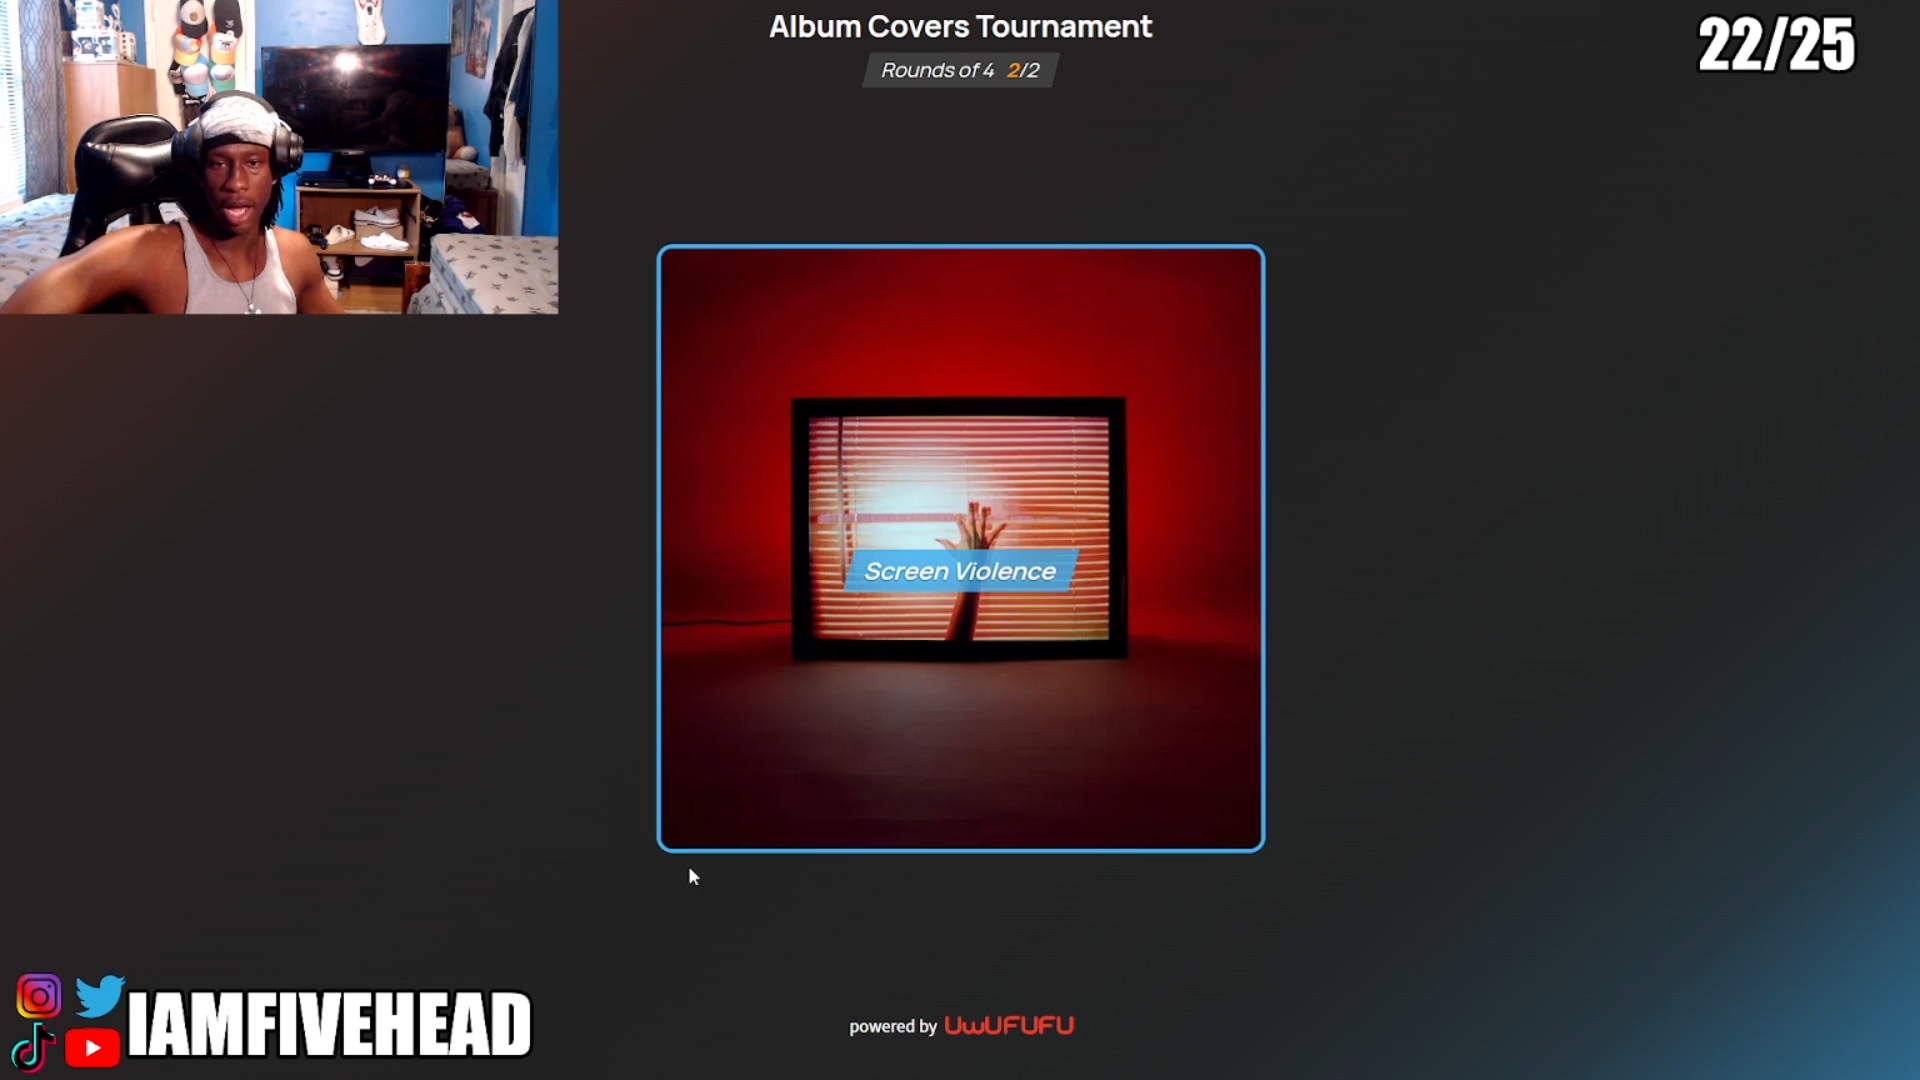 Album Covers Tournament
Rounds of 4 2/2
22/25
Screen Violence
IAMFIVEHEAD
powered by UwUFUFU